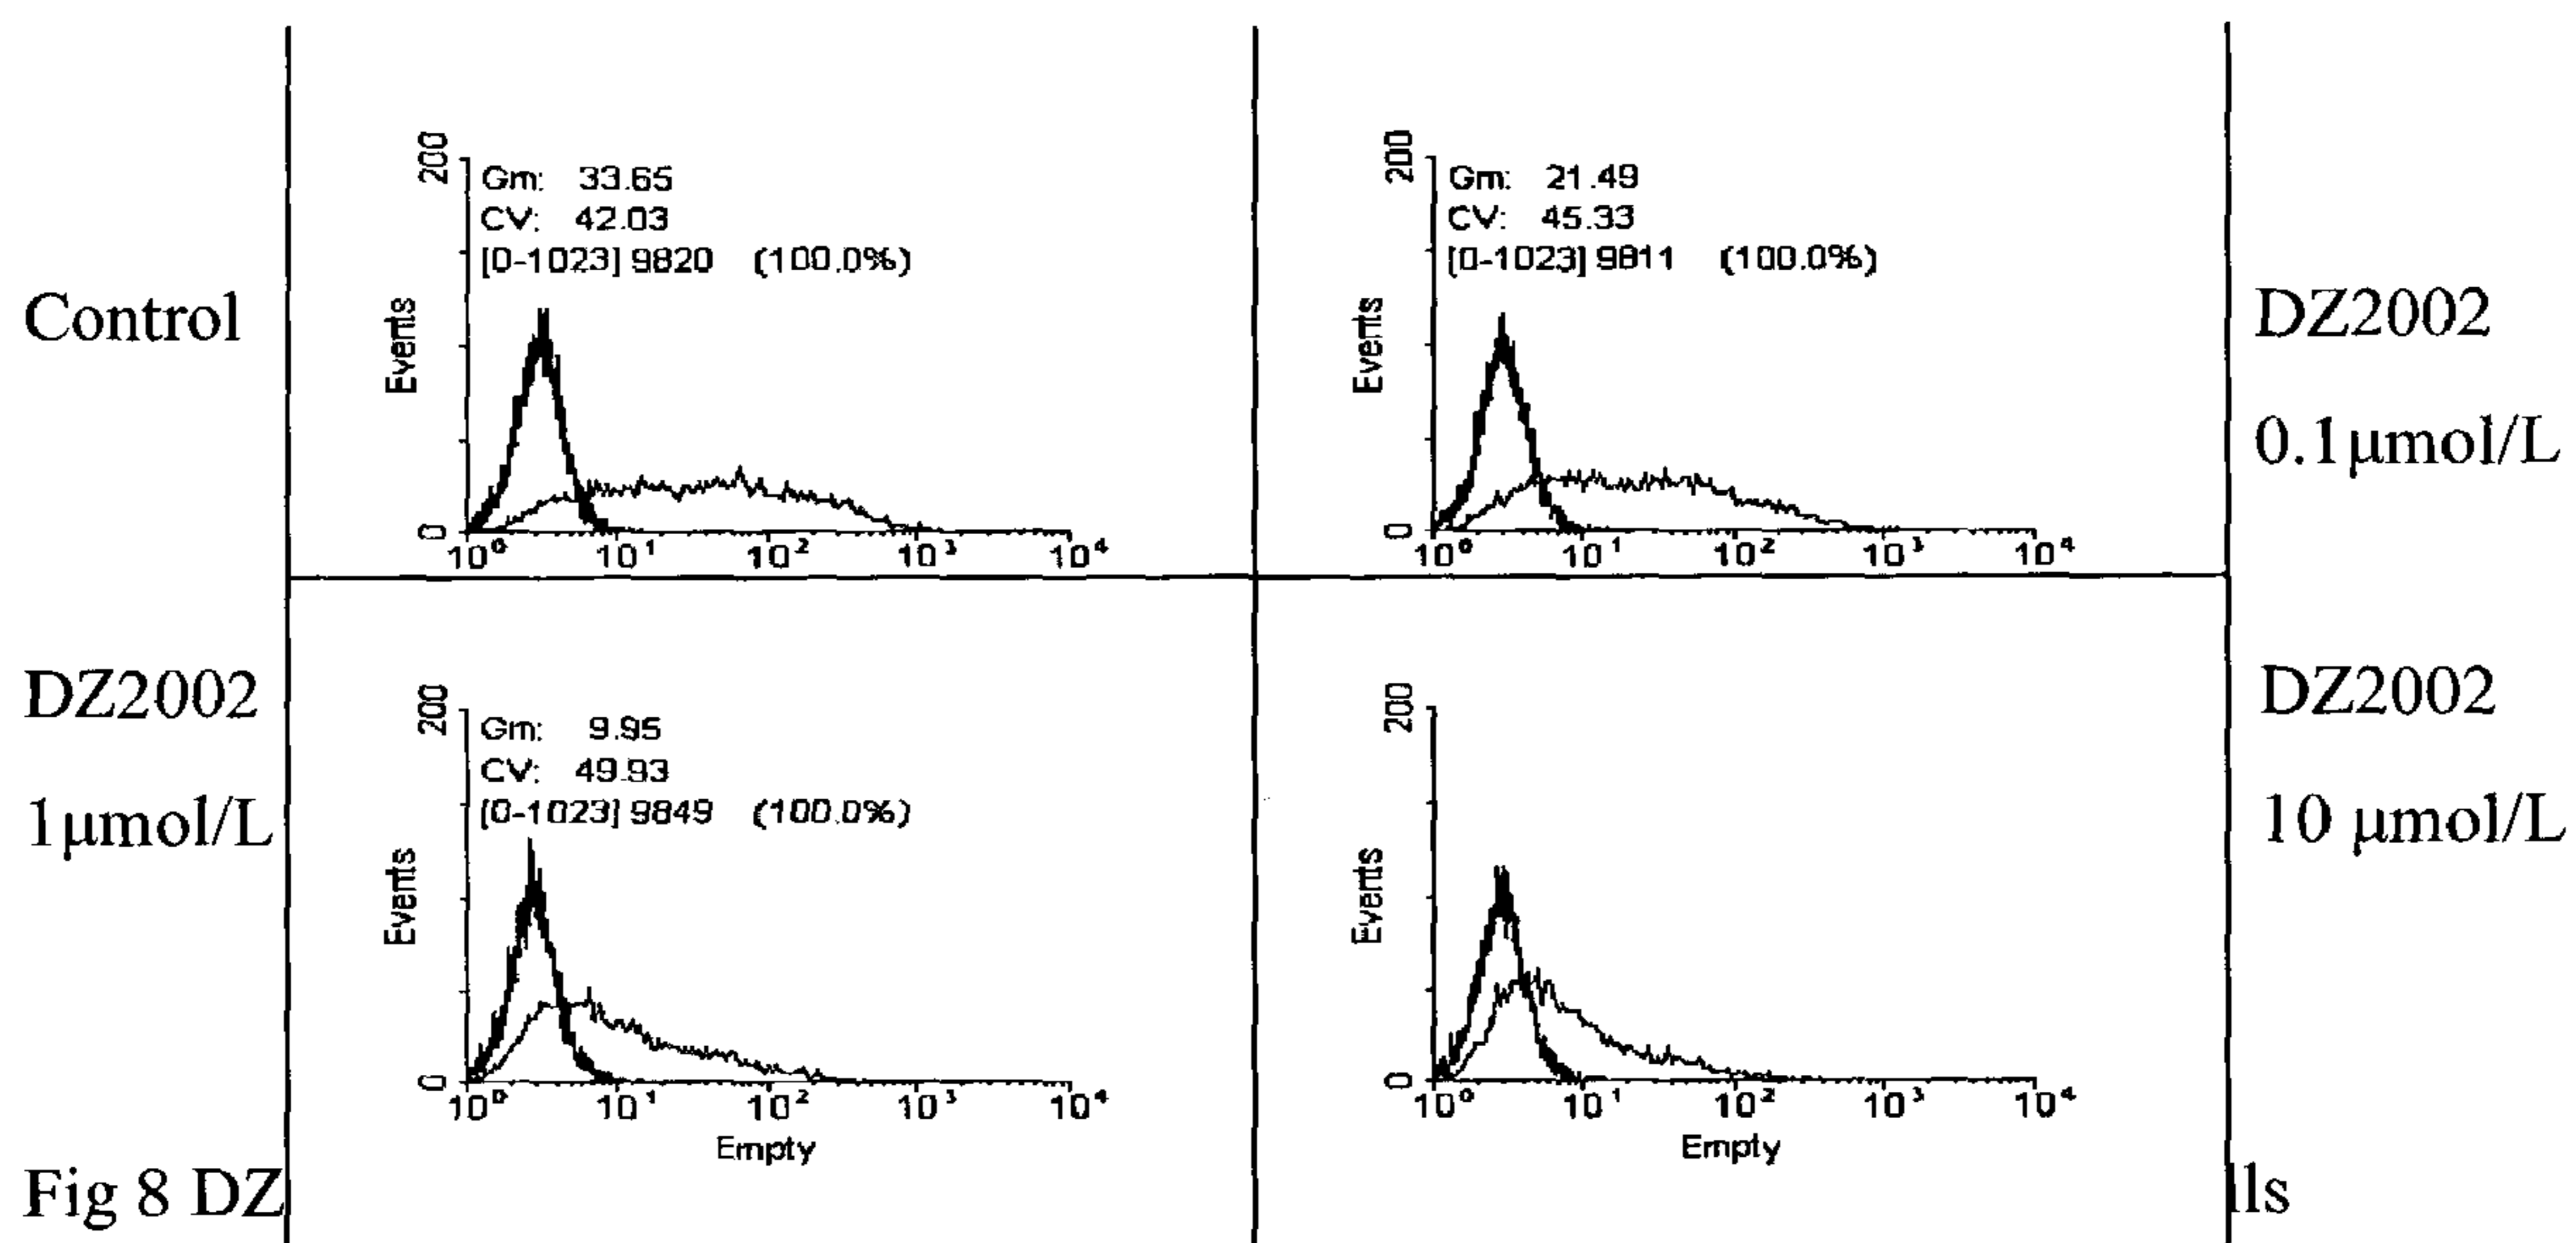 Control
200
Gm: 33.65
CV: 42.03
[0-1023] 9820 (100.0%)
Events
0
10⁰ 10¹ 10² 10³ 10⁴
200
Gm: 21.49
CV: 45.33
[0-1023] 9811 (100.0%)
Events
0
10⁰ 10¹ 10² 10³ 10⁴
DZ2002
0.1μmol/L
DZ2002
1μmol/L
200
Gm: 9.95
CV: 49.93
[0-1023] 9849 (100.0%)
Events
0
10⁰ 10¹ 10² 10³ 10⁴
Empty
200
Events
0
10⁰ 10¹ 10² 10³ 10⁴
Empty
DZ2002
10 μmol/L
Fig 8 DZ
lls